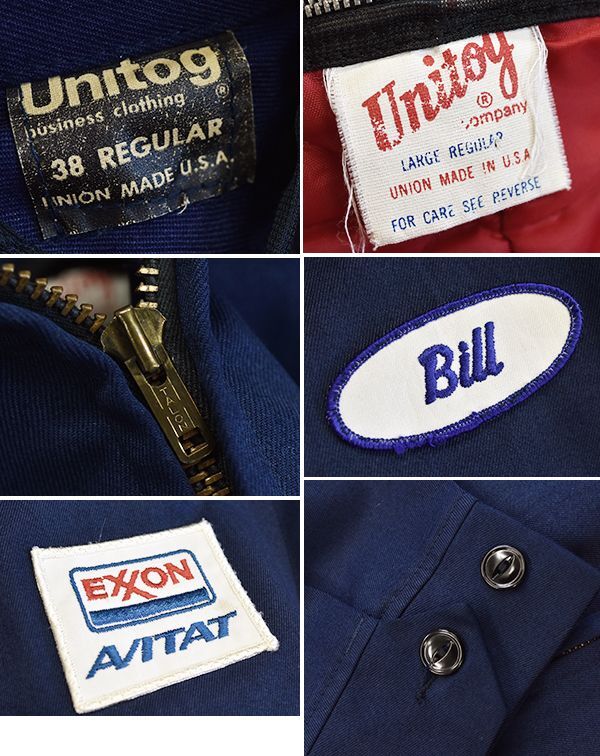 Unitog
business clothing ®
38 REGULAR
UNION MADE U.S.A.
Unitog
®
company
LARGE REGULAR
UNION MADE IN U.S.A
FOR CARE SEE REVERSE
TALON
Bill
EXXON
AVITAT